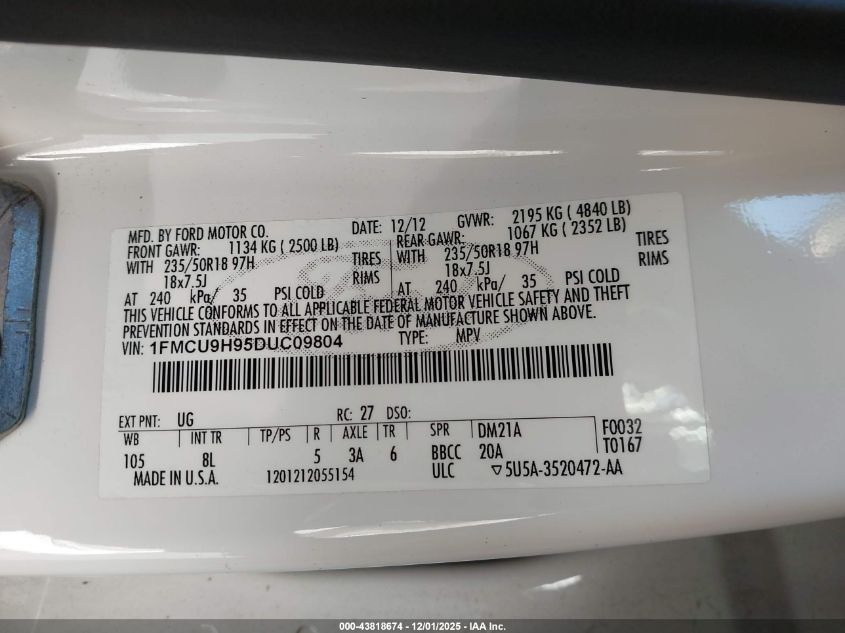 MFD. BY FORD MOTOR CO. DATE: 12/12 GVWR: 2195 KG ( 4840 LB)
FRONT GAWR: 1134 KG ( 2500 LB) REAR GAWR: 1067 KG ( 2352 LB)
WITH 235/50R18 97H TIRES WITH 235/50R18 97H TIRES
18x7.5J RIMS 18x7.5J RIMS
AT 240 kPa/ 35 PSI COLD AT 240 kPa/ 35 PSI COLD
THIS VEHICLE CONFORMS TO ALL APPLICABLE FEDERAL MOTOR VEHICLE SAFETY AND THEFT
PREVENTION STANDARDS IN EFFECT ON THE DATE OF MANUFACTURE SHOWN ABOVE.
VIN: 1FMCU9H95DUC09804 TYPE: MPV
EXT PNT: UG RC: 27 DSO:
WB INT TR TP/PS R AXLE TR SPR DM21A F0032
105 8L 5 3A 6 BBCC 20A T0167
MADE IN U.S.A. 1201212055154 ULC ▽5U5A-3520472-AA
000-43818674 - 12/01/2025 - IAA Inc.